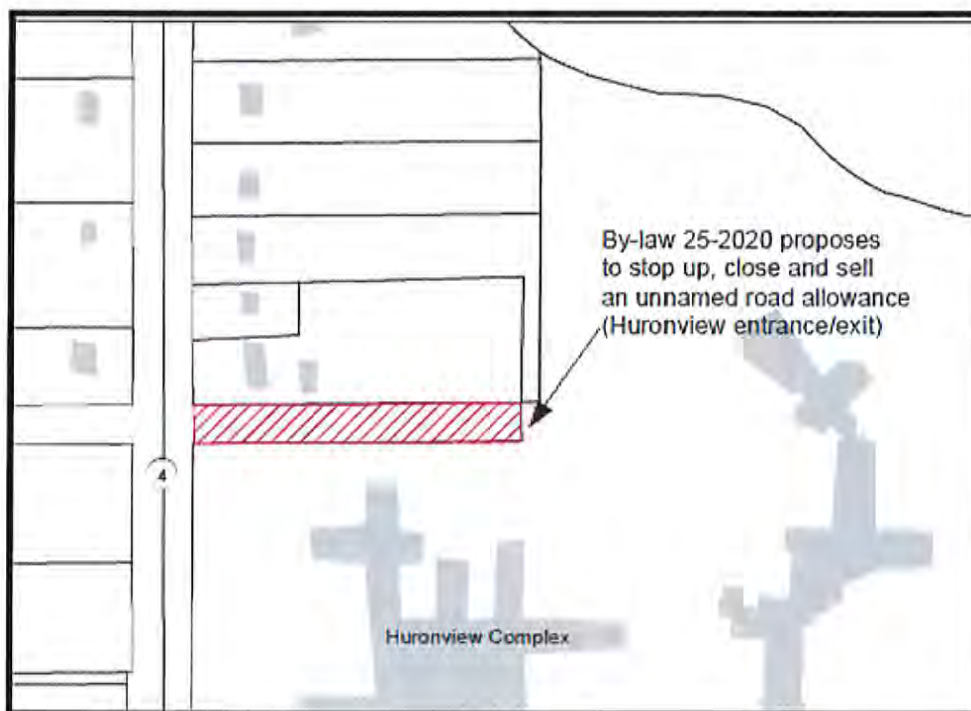 By-law 25-2020 proposes
to stop up, close and sell
an unnamed road allowance
(Huronview entrance/exit)
4
Huronview Complex